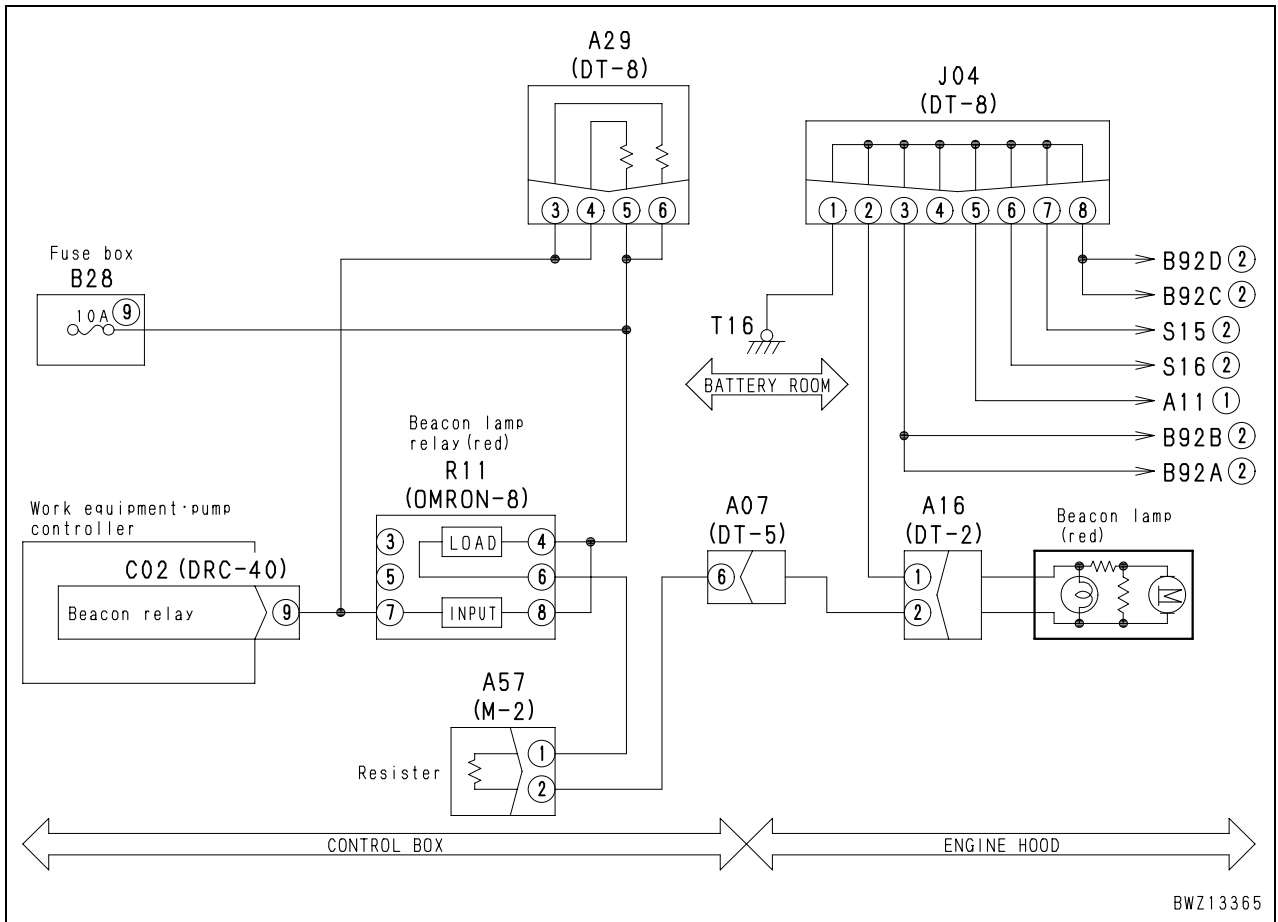 A29
(DT-8)
J04
(DT-8)
3 4 5 6
1 2 3 4 5 6 7 8
Fuse box
B28
10A 9
B92D 2
B92C 2
T16
S15 2
S16 2
BATTERY ROOM
A11 1
B92B 2
B92A 2
Beacon lamp
relay (red)
R11
(OMRON-8)
3 LOAD 4
5 6
7 INPUT 8
Work equipment·pump
controller
C02 (DRC-40)
Beacon relay 9
A07
(DT-5)
6
A16
(DT-2)
1
2
Beacon lamp
(red)
M
A57
(M-2)
1
2
Resister
CONTROL BOX
ENGINE HOOD
BWZ13365